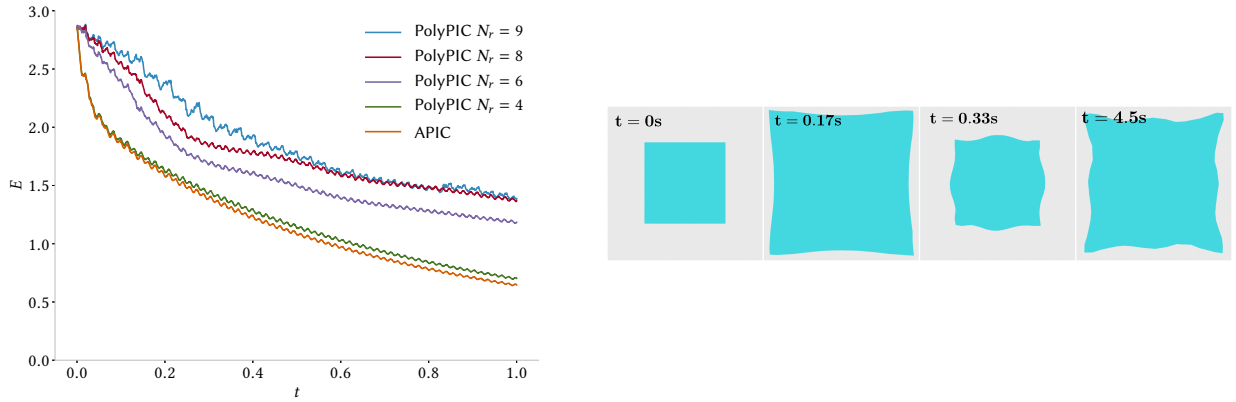 3.0
2.5
2.0
1.5
1.0
0.5
0.0
E
0.0 0.2 0.4 0.6 0.8 1.0
t
PolyPIC N_r = 9
PolyPIC N_r = 8
PolyPIC N_r = 6
PolyPIC N_r = 4
APIC
t = 0s
t = 0.17s
t = 0.33s
t = 4.5s